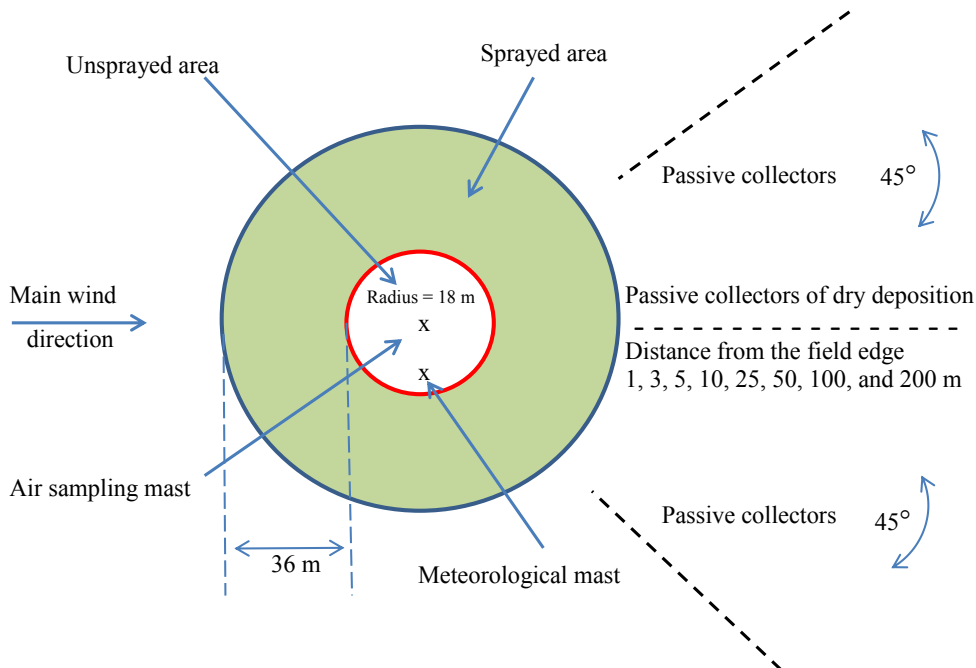 Unsprayed area
Sprayed area
Passive collectors
45°
Main wind
direction
Radius = 18 m
x
x
Passive collectors of dry deposition
Distance from the field edge
1, 3, 5, 10, 25, 50, 100, and 200 m
Air sampling mast
Passive collectors
45°
36 m
Meteorological mast